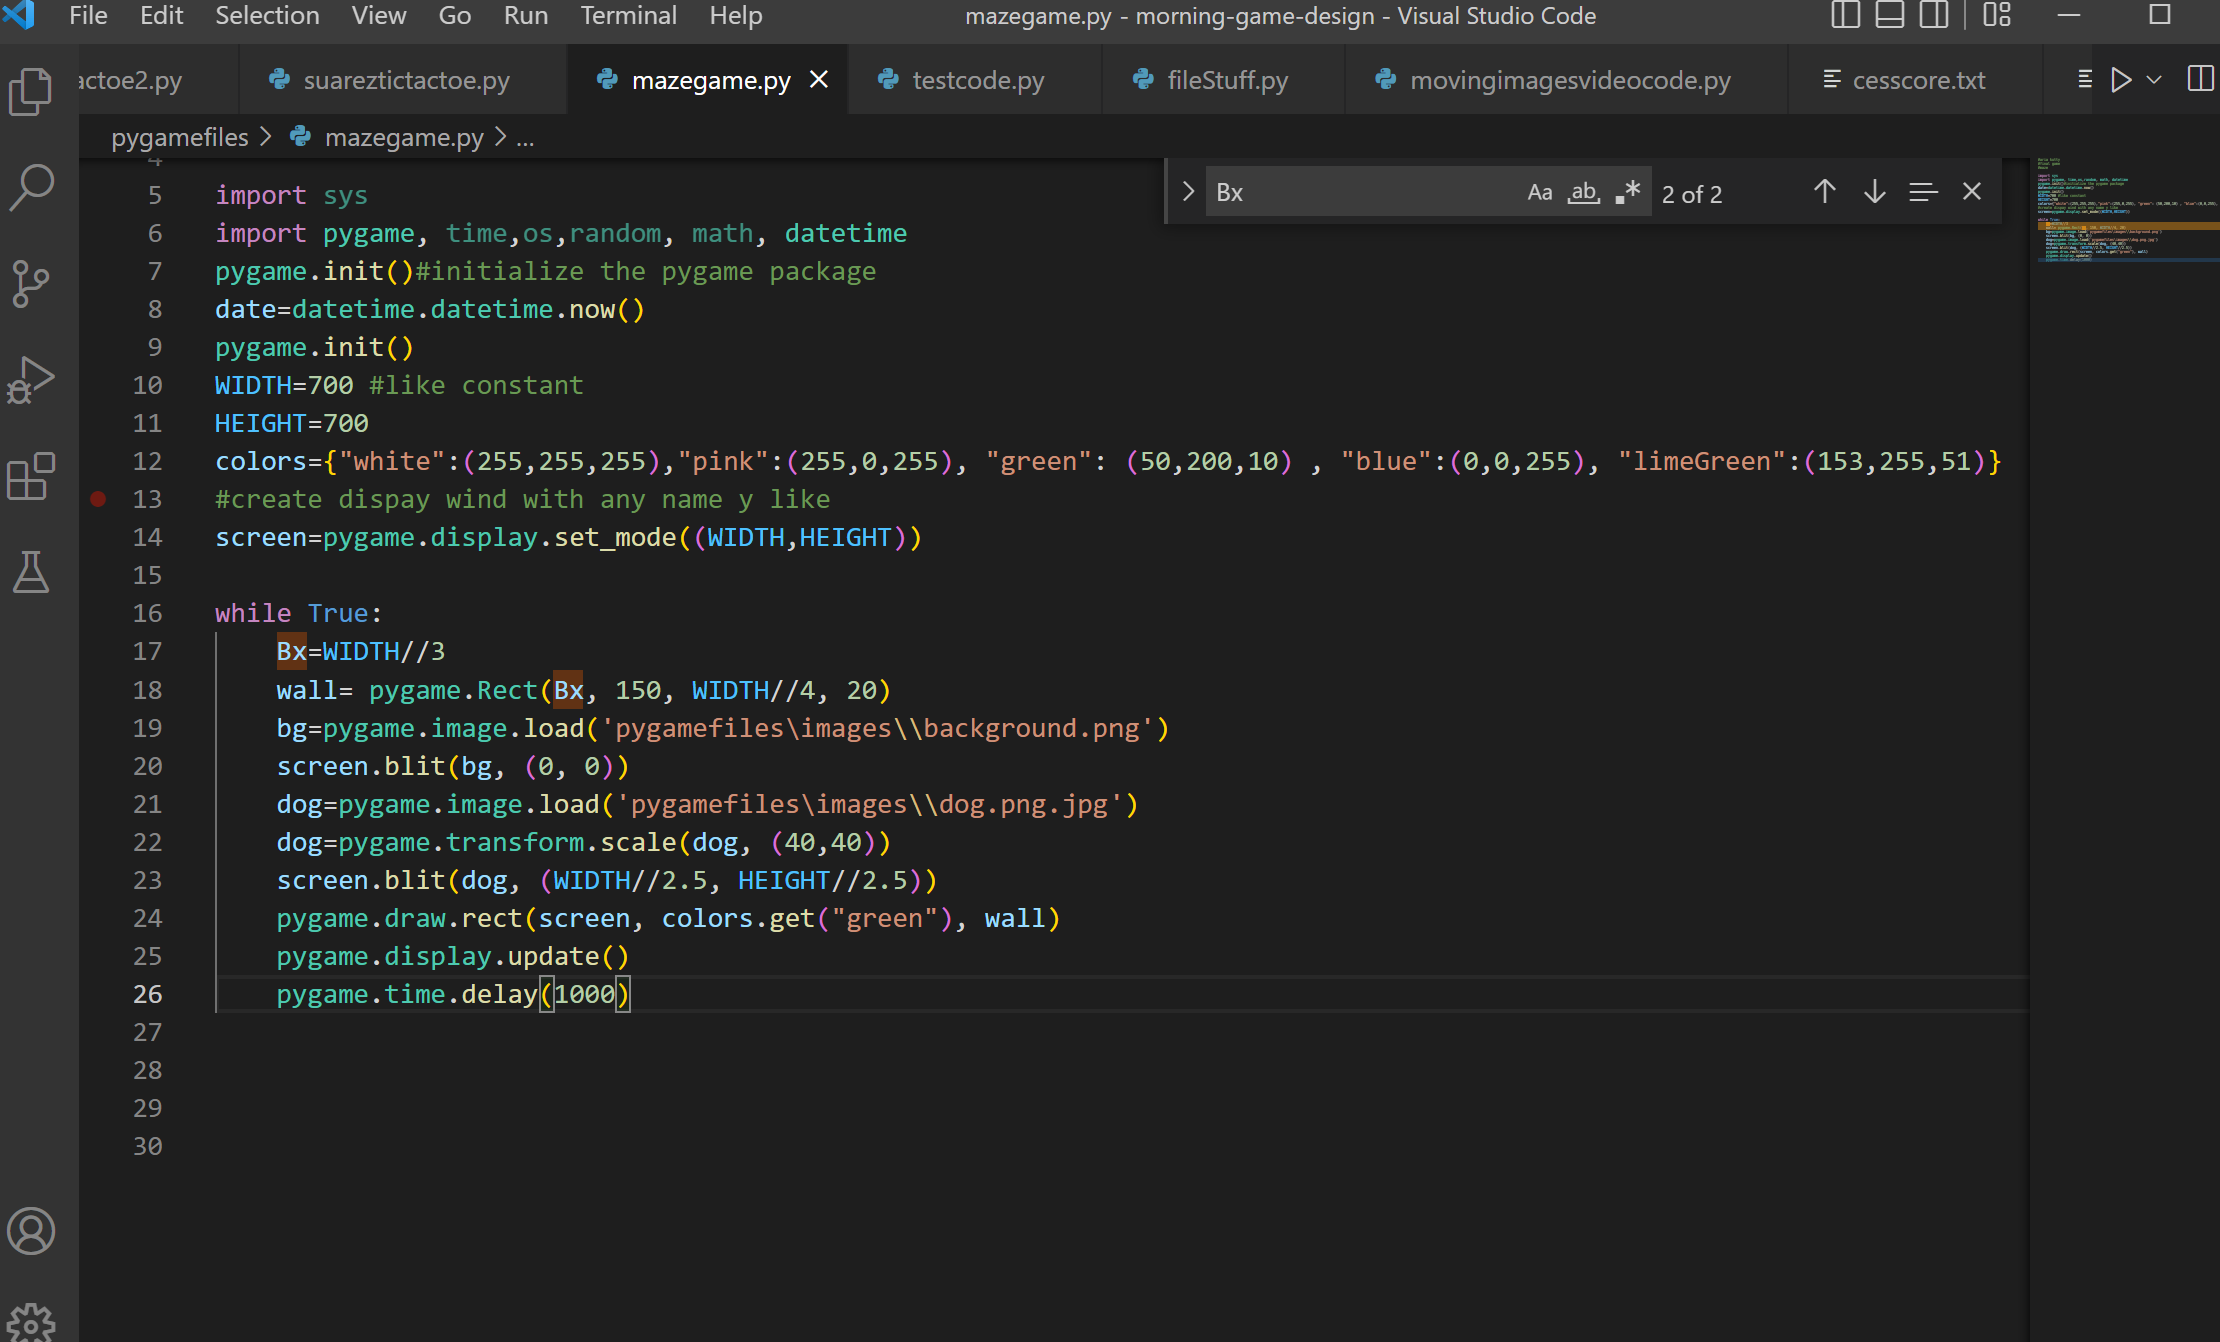 File Edit Selection View Go Run Terminal Help mazegame.py - morning-game-design - Visual Studio Code
actoe2.py suareztictactoe.py mazegame.py testcode.py fileStuff.py movingimagesvideocode.py cesscore.txt
pygamefiles > mazegame.py > ...
Bx Aa ab 2 of 2
4
5 import sys
6 import pygame, time,os,random, math, datetime
7 pygame.init()#initialize the pygame package
8 date=datetime.datetime.now()
9 pygame.init()
10 WIDTH=700 #like constant
11 HEIGHT=700
12 colors={"white":(255,255,255),"pink":(255,0,255), "green": (50,200,10) , "blue":(0,0,255), "limeGreen":(153,255,51)}
13 #create dispay wind with any name y like
14 screen=pygame.display.set_mode((WIDTH,HEIGHT))
15
16 while True:
17     Bx=WIDTH//3
18     wall= pygame.Rect(Bx, 150, WIDTH//4, 20)
19     bg=pygame.image.load('pygamefiles\images\\background.png')
20     screen.blit(bg, (0, 0))
21     dog=pygame.image.load('pygamefiles\images\\dog.png.jpg')
22     dog=pygame.transform.scale(dog, (40,40))
23     screen.blit(dog, (WIDTH//2.5, HEIGHT//2.5))
24     pygame.draw.rect(screen, colors.get("green"), wall)
25     pygame.display.update()
26     pygame.time.delay(1000)
27
28
29
30